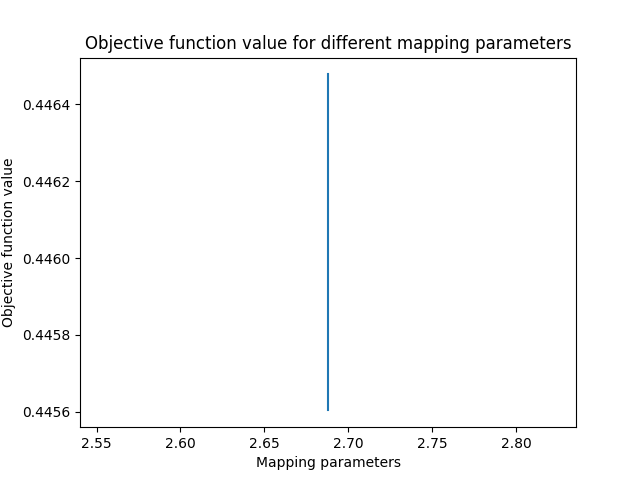 Objective function value for different mapping parameters
0.4464
0.4462
0.4460
0.4458
0.4456
Objective function value
2.55 2.60 2.65 2.70 2.75 2.80
Mapping parameters